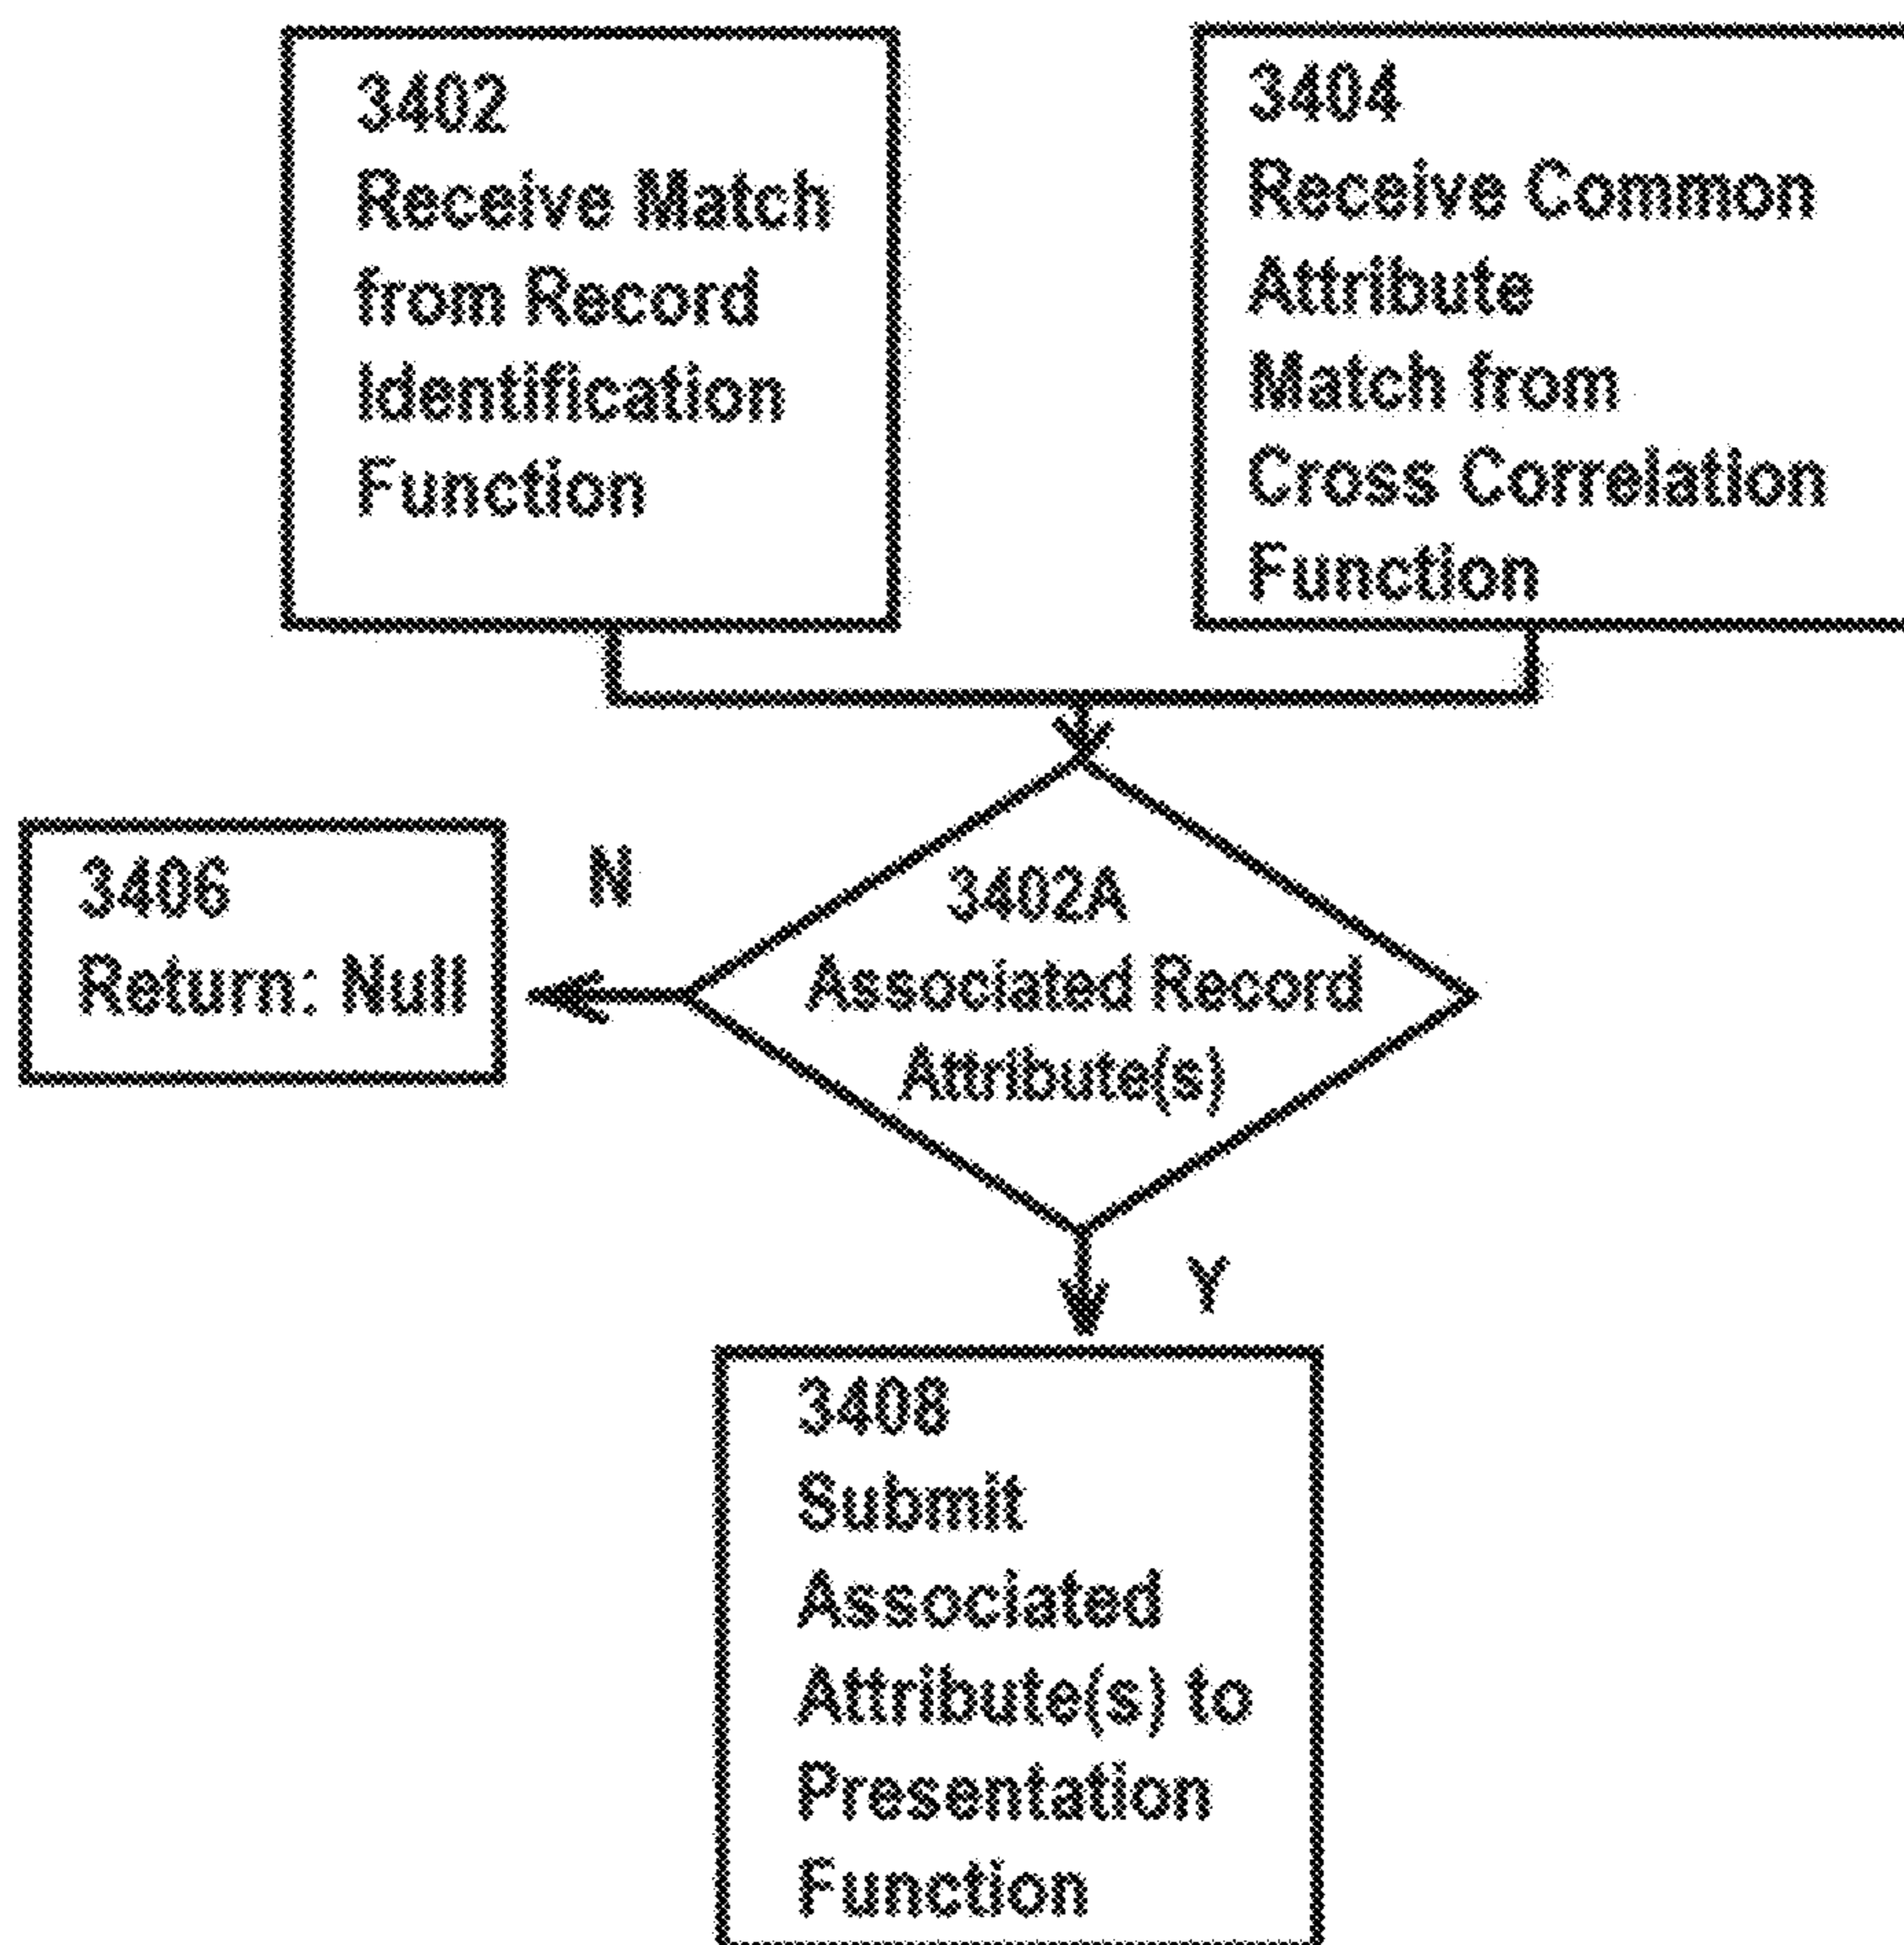 3402
Receive Match
from Record
Identification
Function
3404
Receive Common
Attribute
Match from
Cross Correlation
Function
3406
Return: Null
N
3402A
Associated Record
Attribute(s)
Y
3408
Submit
Associated
Attribute(s) to
Presentation
Function